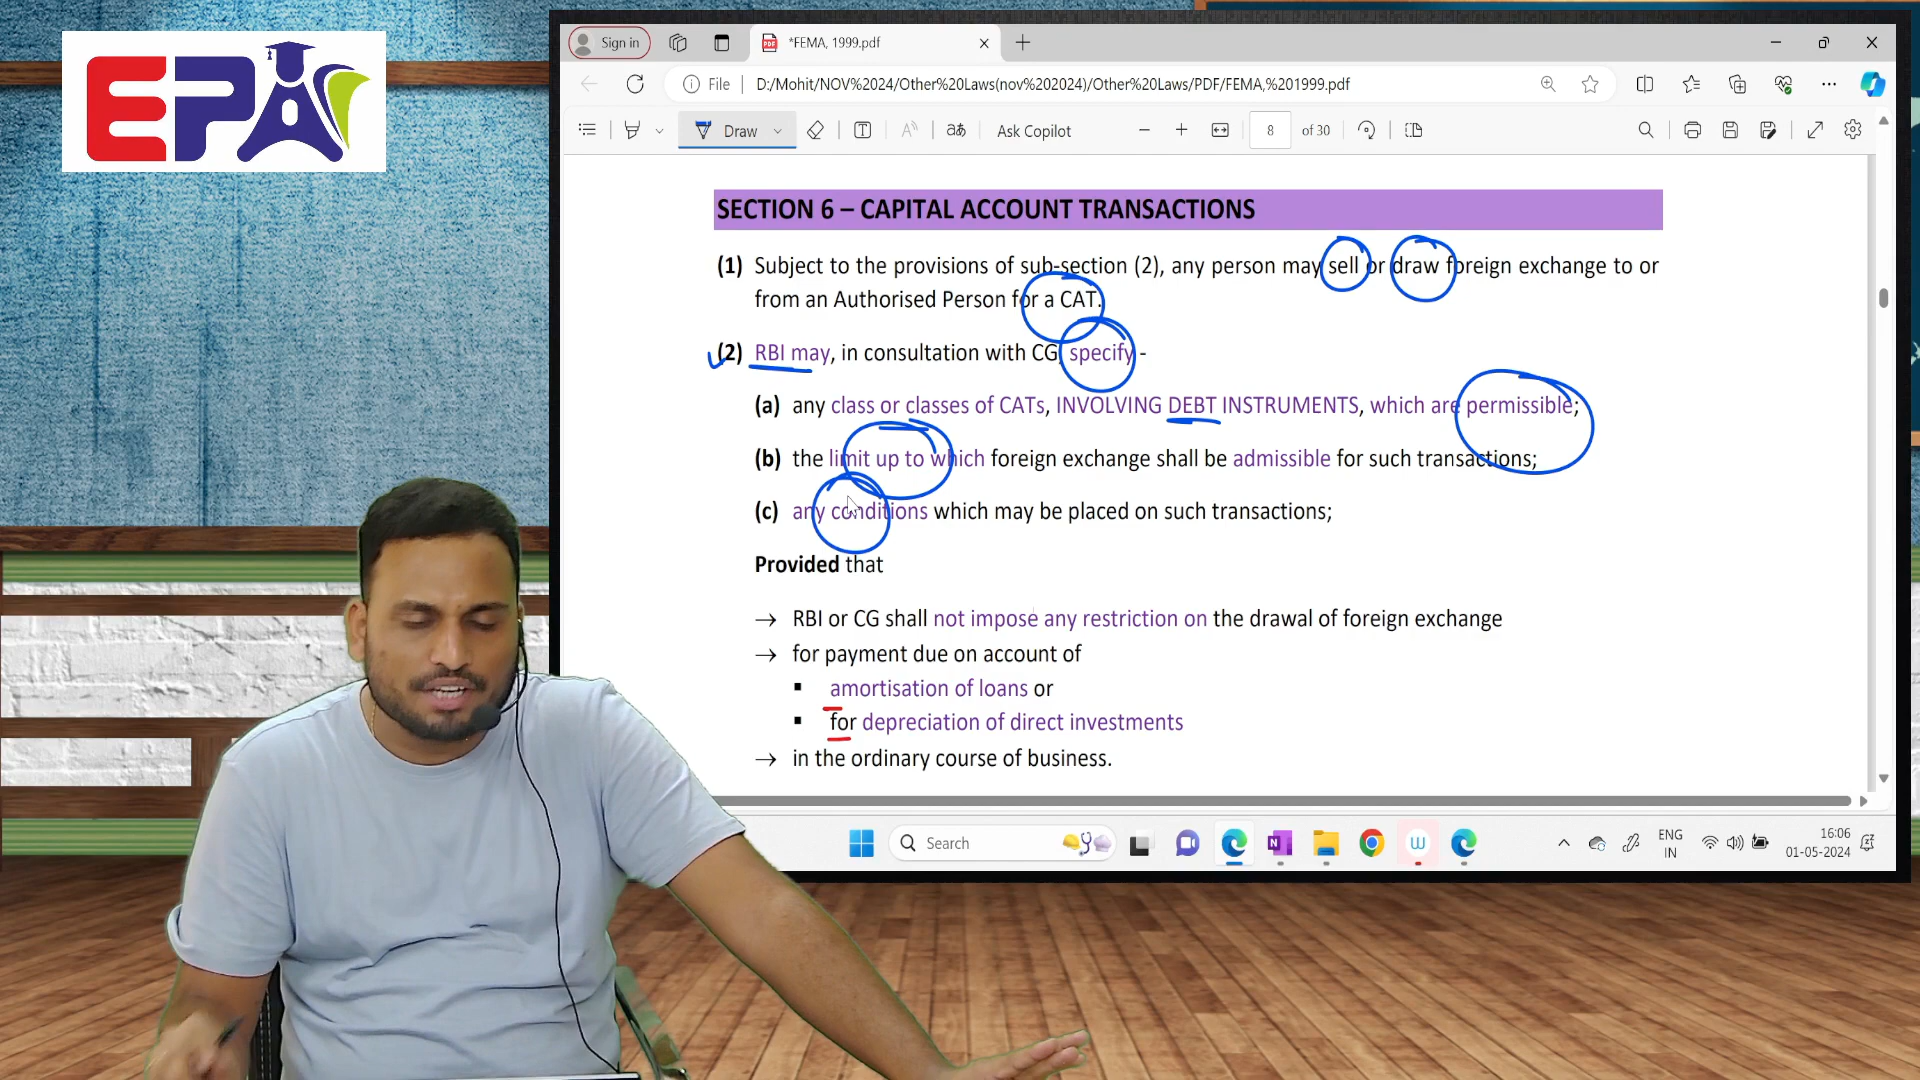 EPA
Sign in
*FEMA, 1999.pdf
File
D:/Mohit/NOV%2024/Other%20Laws(nov%202024)/Other%20Laws/PDF/FEMA,%201999.pdf
Draw
Ask Copilot
8 of 30
SECTION 6 – CAPITAL ACCOUNT TRANSACTIONS
(1) Subject to the provisions of sub-section (2), any person may sell or draw foreign exchange to or
from an Authorised Person for a CAT.
(2) RBI may, in consultation with CG, specify -
(a) any class or classes of CATs, INVOLVING DEBT INSTRUMENTS, which are permissible;
(b) the limit up to which foreign exchange shall be admissible for such transactions;
(c) any conditions which may be placed on such transactions;
Provided that
→ RBI or CG shall not impose any restriction on the drawal of foreign exchange
→ for payment due on account of
▪ amortisation of loans or
▪ for depreciation of direct investments
→ in the ordinary course of business.
Search
ENG
IN
16:06
01-05-2024